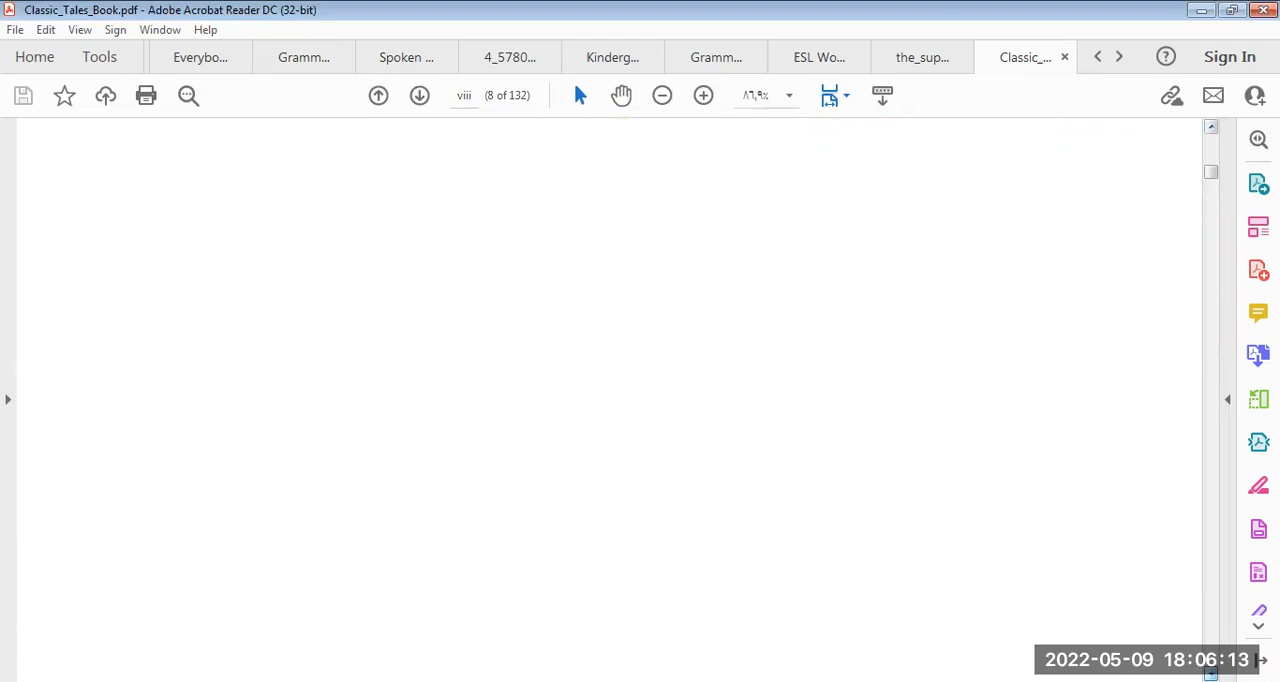 Classic_Tales_Book.pdf - Adobe Acrobat Reader DC (32-bit)
File Edit View Sign Window Help
Home Tools Everybo... Gramm... Spoken ... 4_5780... Kinderg... Gramm... ESL Wo... the_sup... Classic_... × Sign In
viii (8 of 132) ٨٦,٩%
2022-05-09 18:06:13